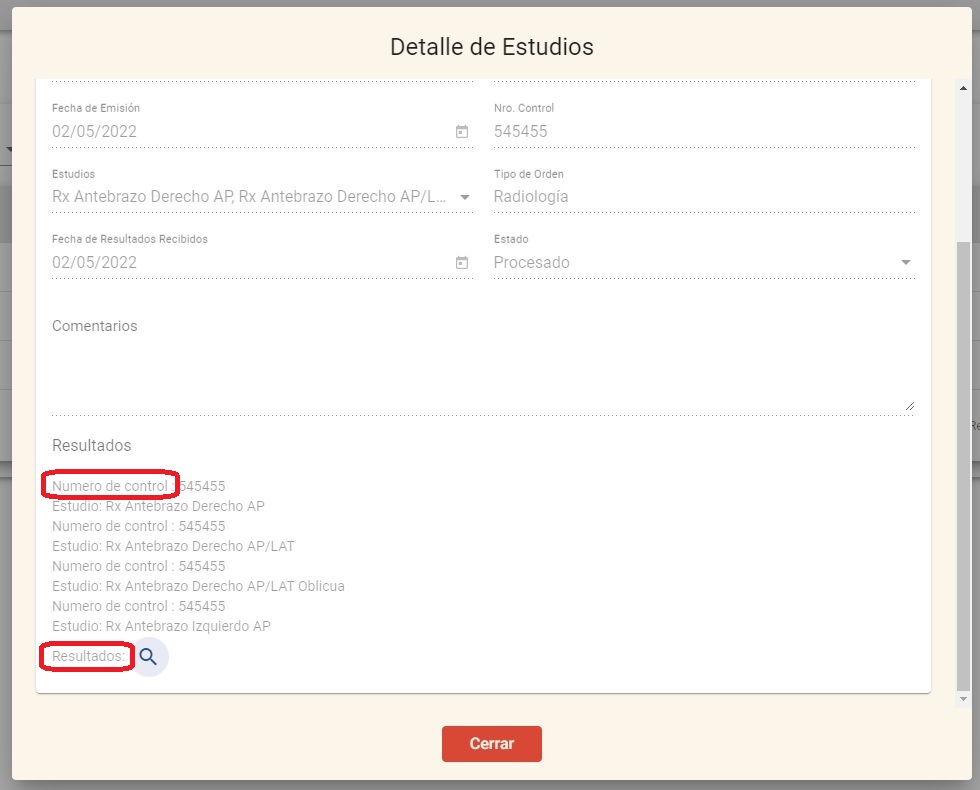 Detalle de Estudios
Fecha de Emisión
Nro. Control
02/05/2022
545455
Estudios
Tipo de Orden
Rx Antebrazo Derecho AP, Rx Antebrazo Derecho AP/L...
Radiología
Fecha de Resultados Recibidos
Estado
02/05/2022
Procesado
Comentarios
Resultados
Numero de control : 545455
Estudio: Rx Antebrazo Derecho AP
Numero de control : 545455
Estudio: Rx Antebrazo Derecho AP/LAT
Numero de control : 545455
Estudio: Rx Antebrazo Derecho AP/LAT Oblicua
Numero de control : 545455
Estudio: Rx Antebrazo Izquierdo AP
Resultados:
Cerrar